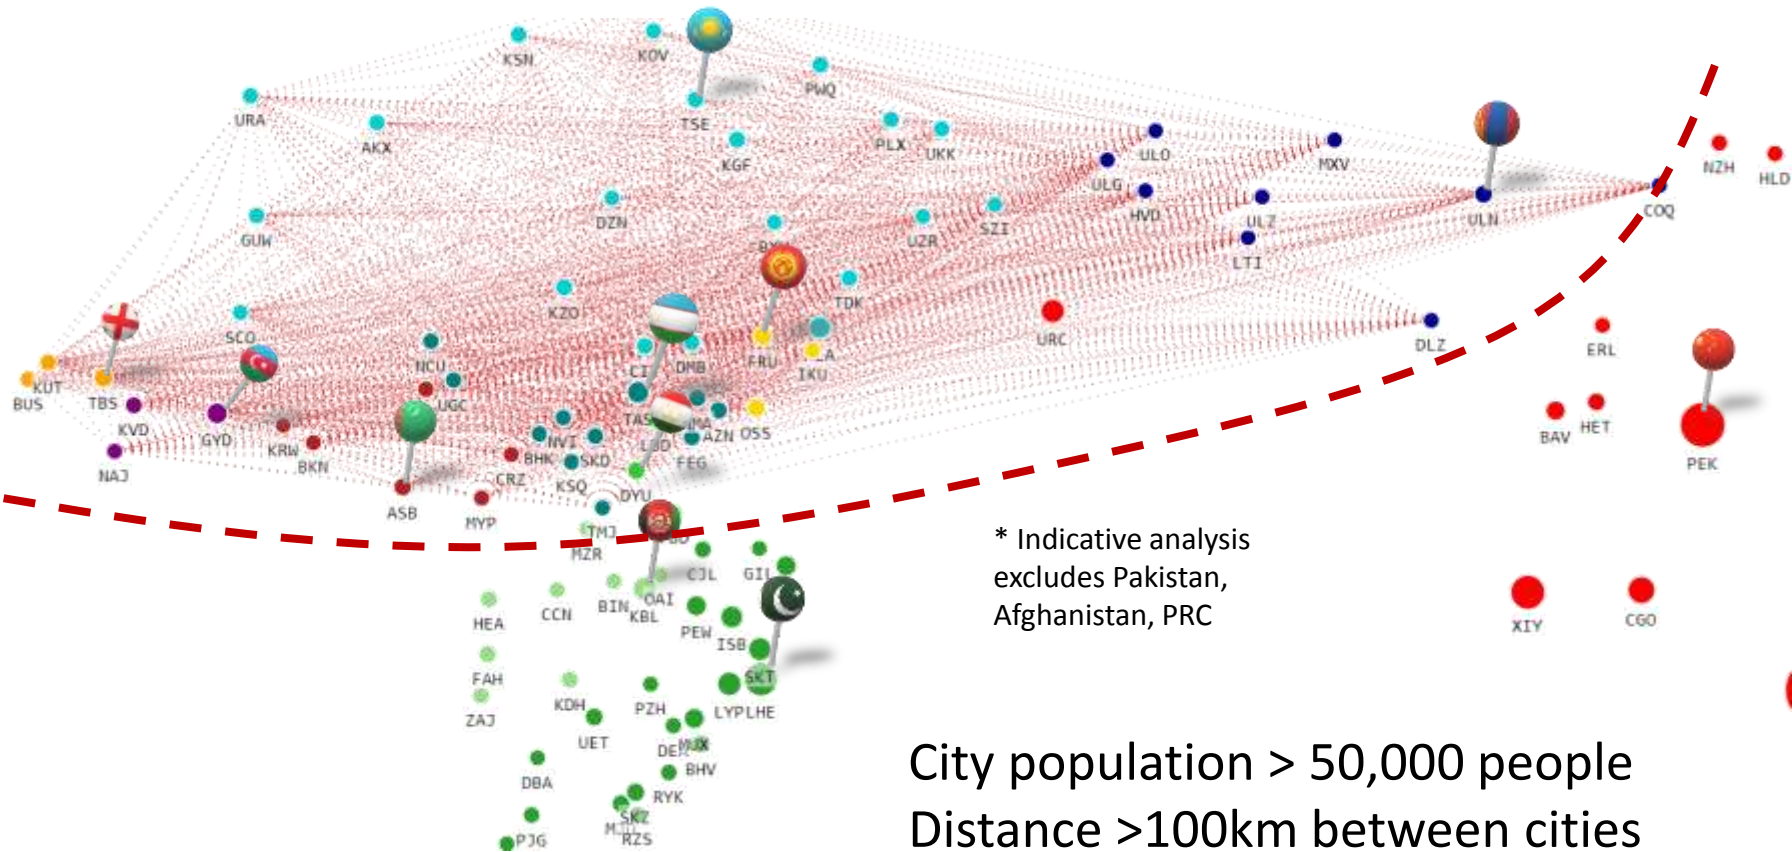 KSN
KOV
PWQ
URA
TSE
AKX
KGF
PLX
UKK
ULO
MXV
NZH
HLD
ULG
HVD
ULZ
ULN
COQ
GUW
DZN
UZR
SZI
LTI
KZO
TDK
SCO
URC
DLZ
ERL
NCU
DMB
FRU
IKU
KUT
BUS
TBS
UGC
TAS
KVD
GYD
KRW
BKN
NVI
BHK
SKD
AZN
OSS
FEG
BAV
HET
PEK
NAJ
CRZ
KSQ
DYU
ASB
MYP
TMJ
MZR
CJL
GIL
* Indicative analysis
excludes Pakistan,
Afghanistan, PRC
HEA
CCN
BIN
KBL
OAI
PEW
ISB
XIY
CGO
FAH
SKT
ZAJ
KDH
PZH
LYP
LHE
UET
MUX
BHV
DBA
RYK
SKZ
RZS
PJG
City population > 50,000 people
Distance >100km between cities